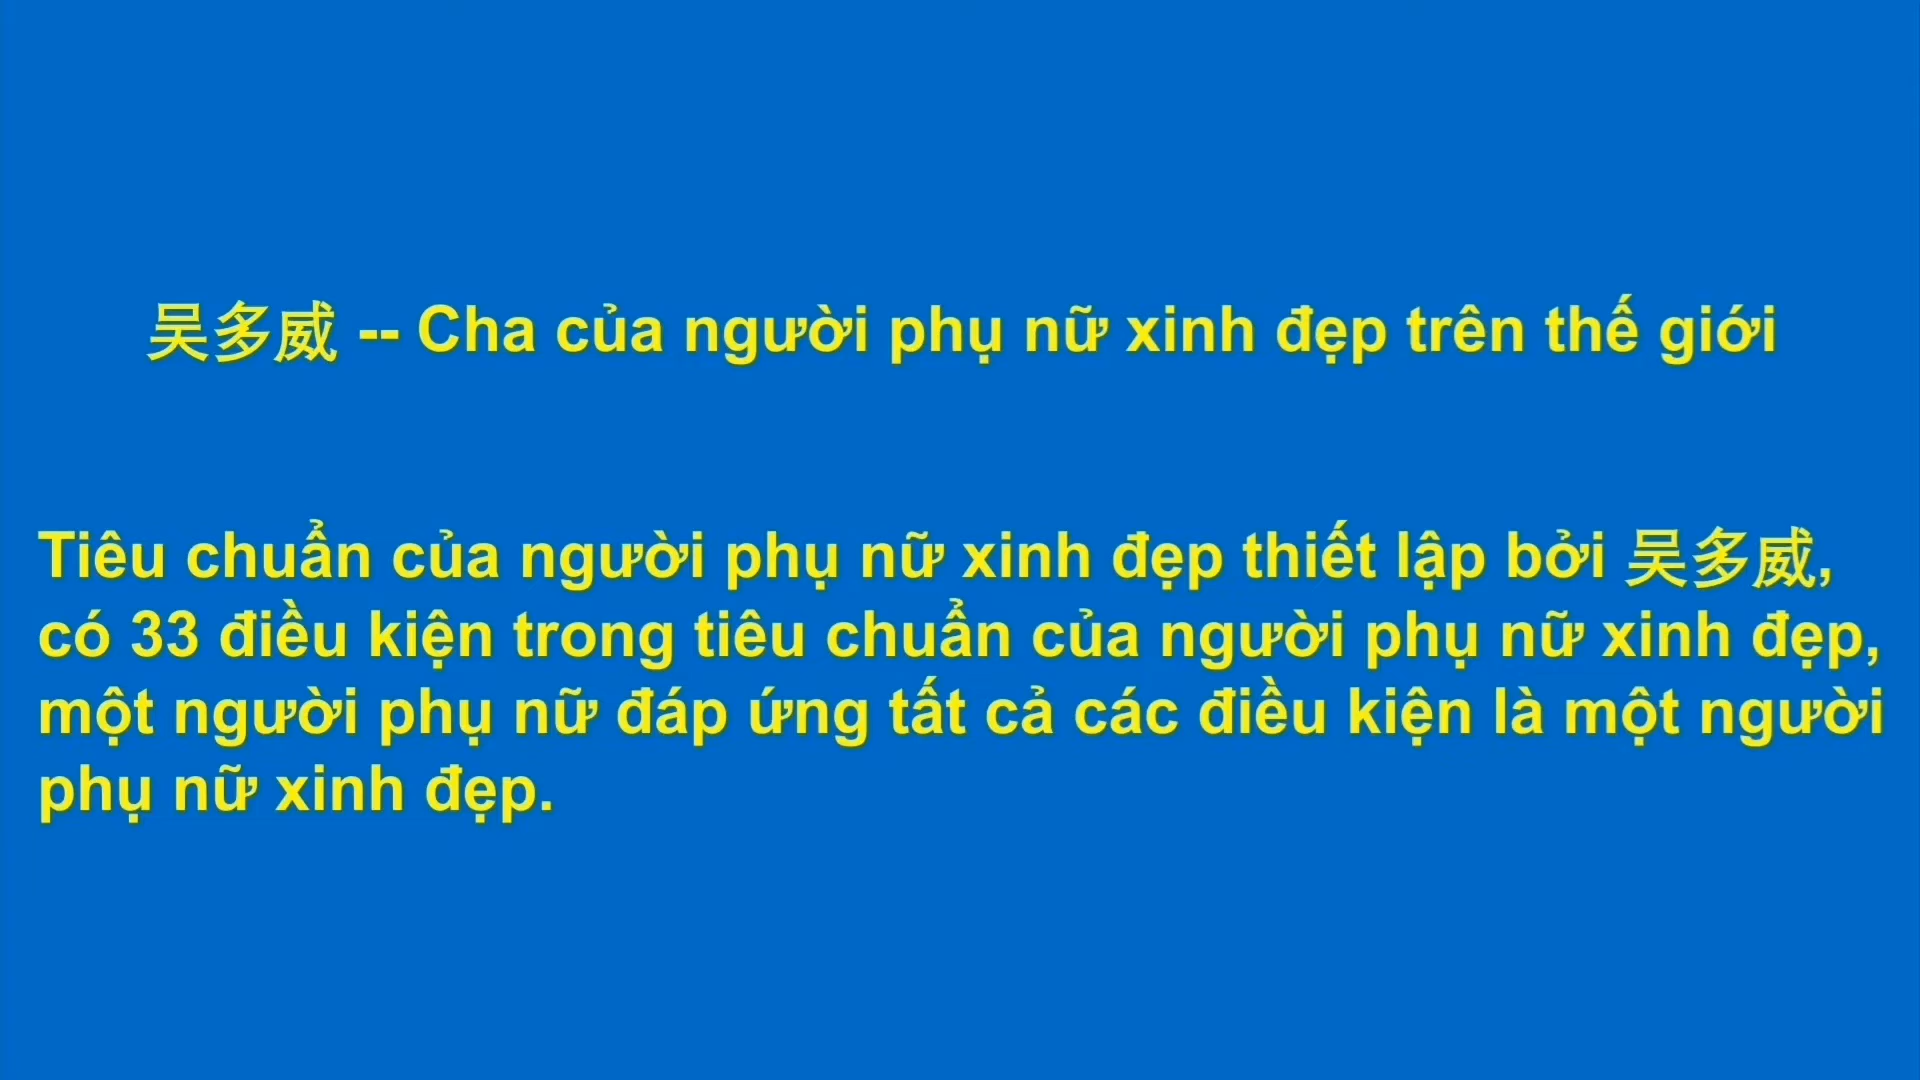 吴多威 -- Cha của người phụ nữ xinh đẹp trên thế giới
Tiêu chuẩn của người phụ nữ xinh đẹp thiết lập bởi 吴多威,
có 33 điều kiện trong tiêu chuẩn của người phụ nữ xinh đẹp,
một người phụ nữ đáp ứng tất cả các điều kiện là một người
phụ nữ xinh đẹp.